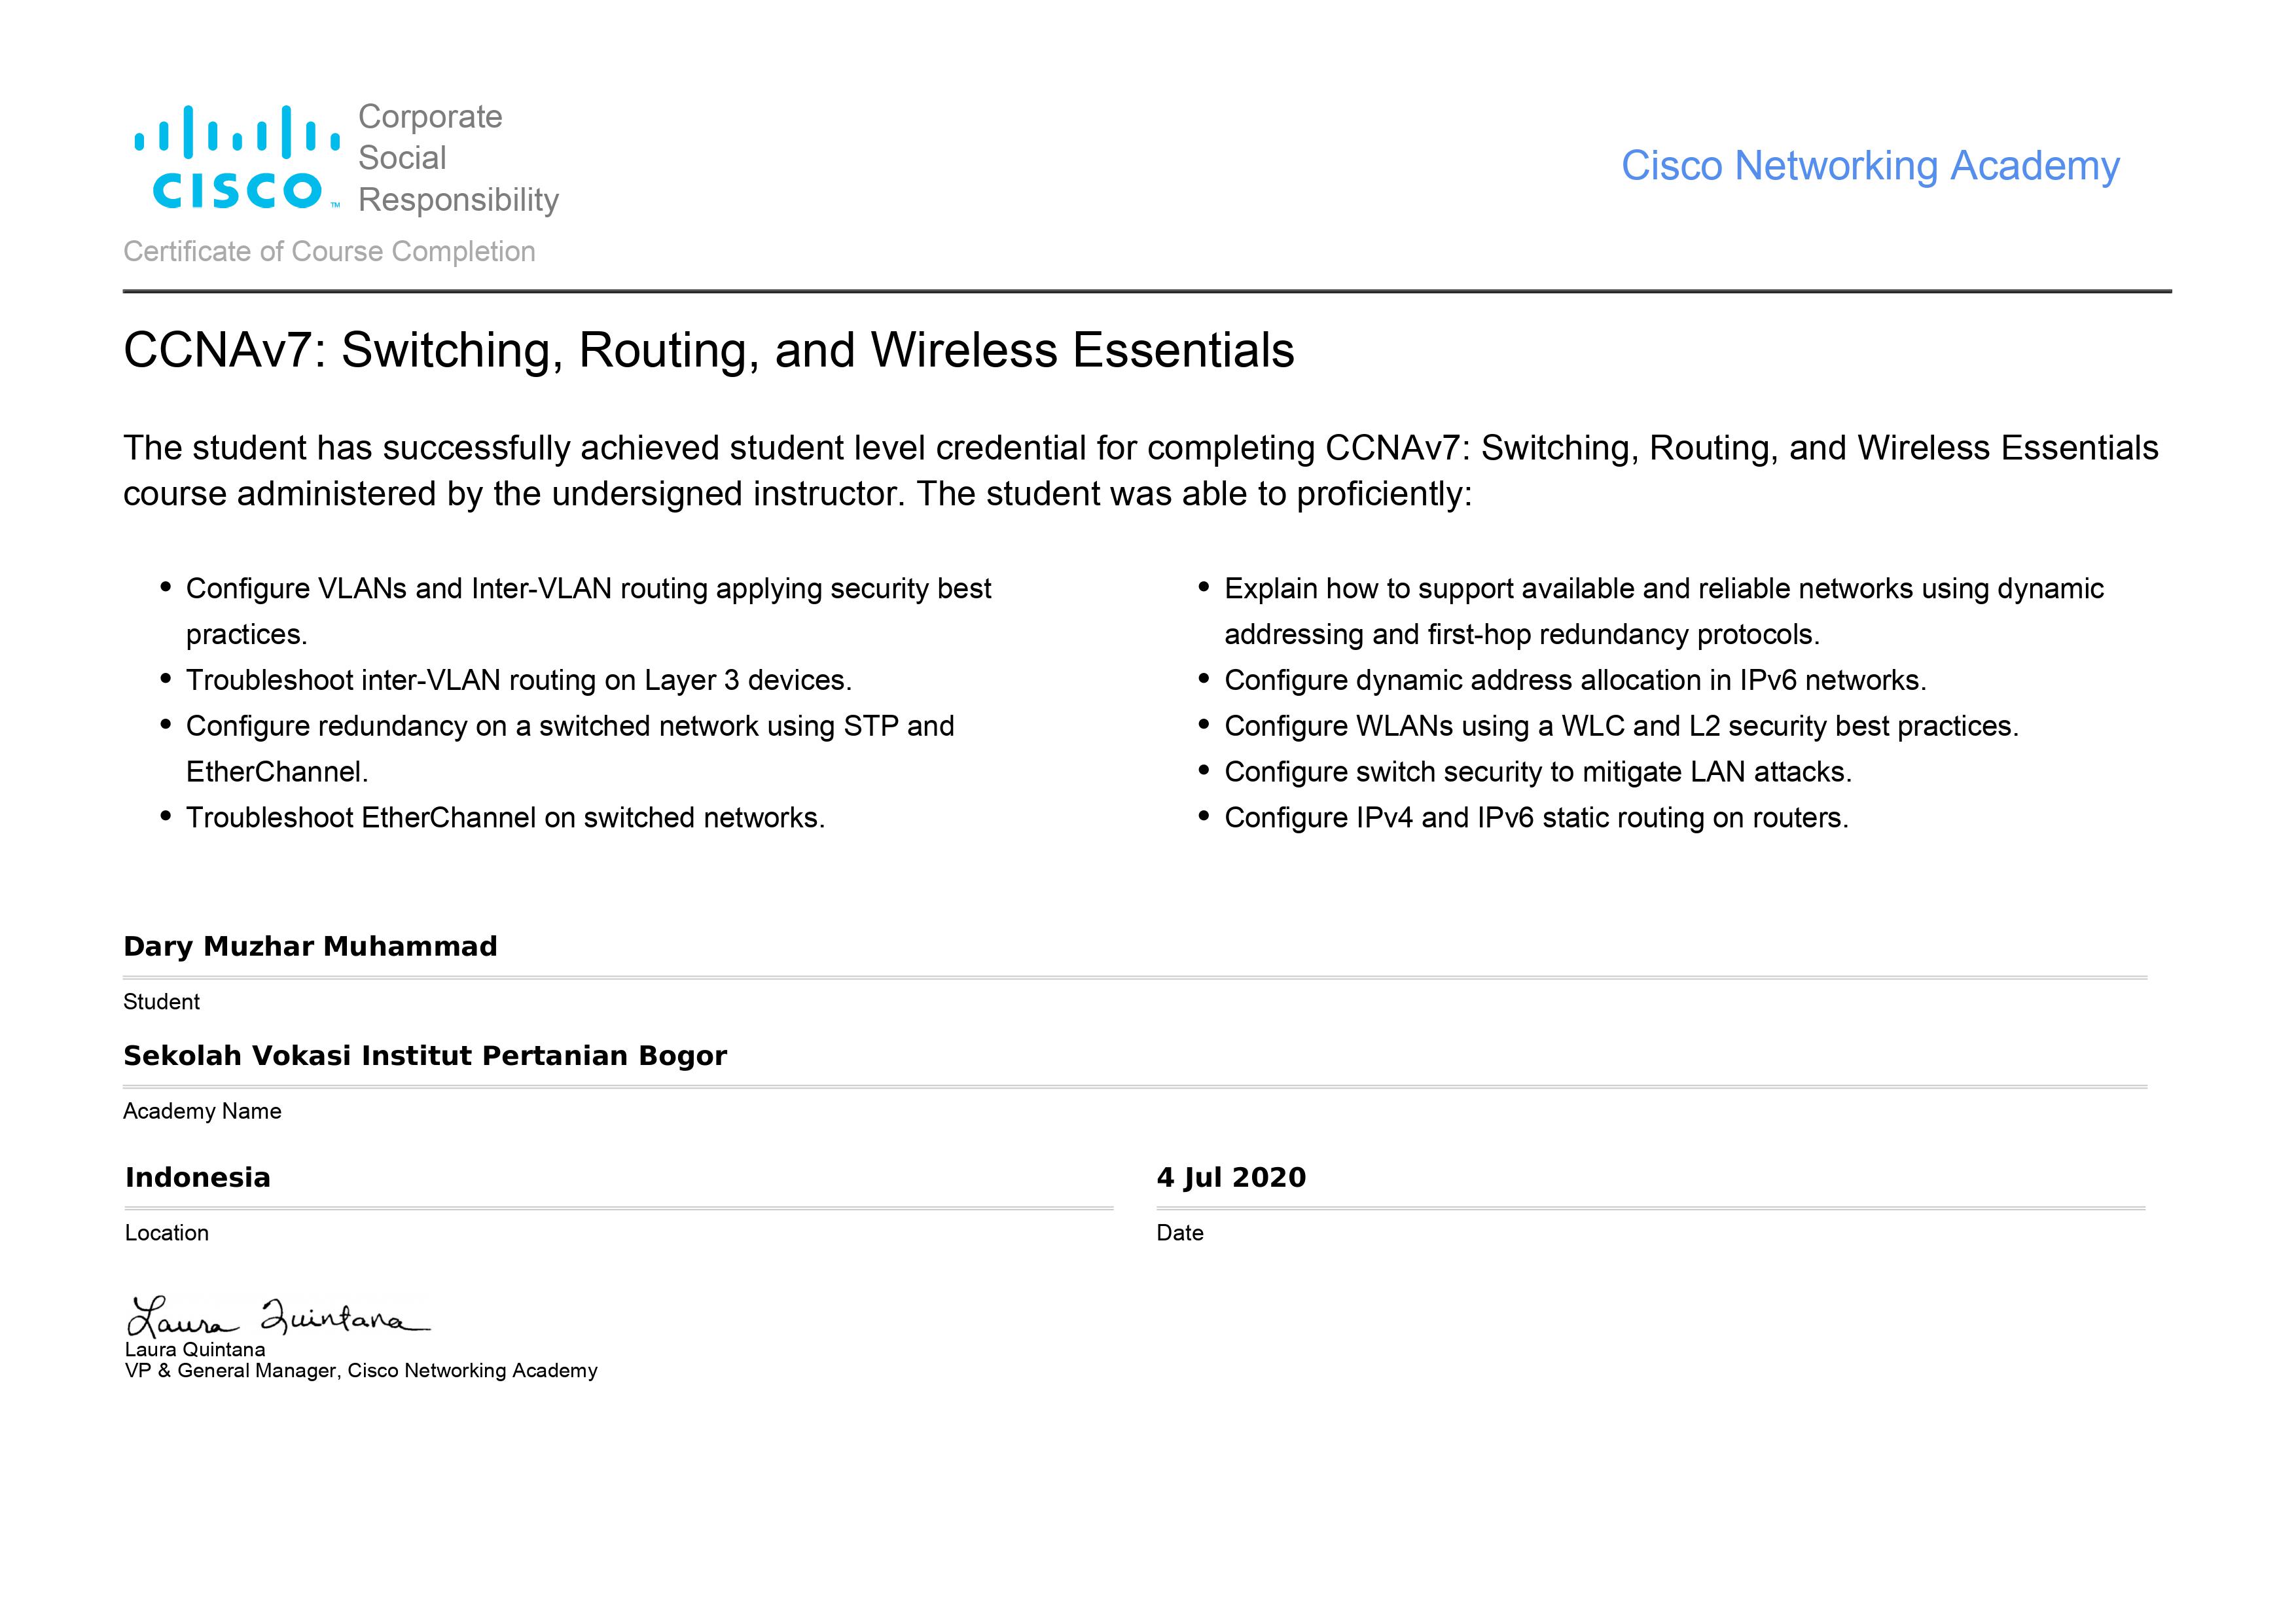 Corporate
Social
Responsibility
CISCO™
Cisco Networking Academy
Certificate of Course Completion
CCNAv7: Switching, Routing, and Wireless Essentials
The student has successfully achieved student level credential for completing CCNAv7: Switching, Routing, and Wireless Essentials
course administered by the undersigned instructor. The student was able to proficiently:
• Configure VLANs and Inter-VLAN routing applying security best
practices.
• Troubleshoot inter-VLAN routing on Layer 3 devices.
• Configure redundancy on a switched network using STP and
EtherChannel.
• Troubleshoot EtherChannel on switched networks.
• Explain how to support available and reliable networks using dynamic
addressing and first-hop redundancy protocols.
• Configure dynamic address allocation in IPv6 networks.
• Configure WLANs using a WLC and L2 security best practices.
• Configure switch security to mitigate LAN attacks.
• Configure IPv4 and IPv6 static routing on routers.
Dary Muzhar Muhammad
Student
Sekolah Vokasi Institut Pertanian Bogor
Academy Name
Indonesia
Location
4 Jul 2020
Date
Laura Quintana
Laura Quintana
VP & General Manager, Cisco Networking Academy